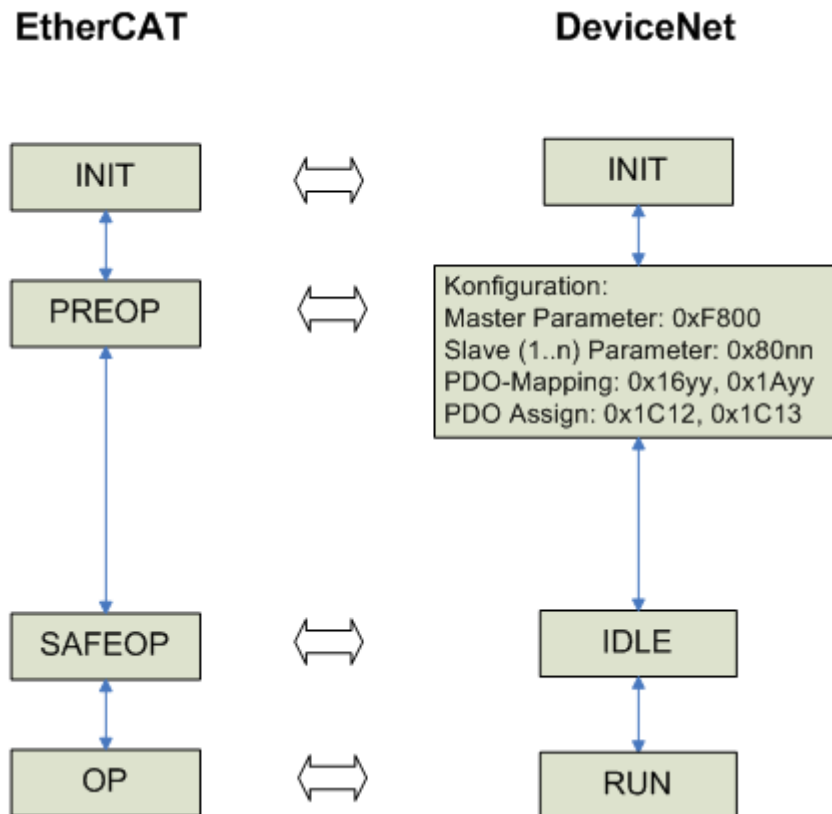 EtherCAT
DeviceNet
INIT
INIT
PREOP
Konfiguration:
Master Parameter: 0xF800
Slave (1..n) Parameter: 0x80nn
PDO-Mapping: 0x16yy, 0x1Ayy
PDO Assign: 0x1C12, 0x1C13
SAFEOP
IDLE
OP
RUN